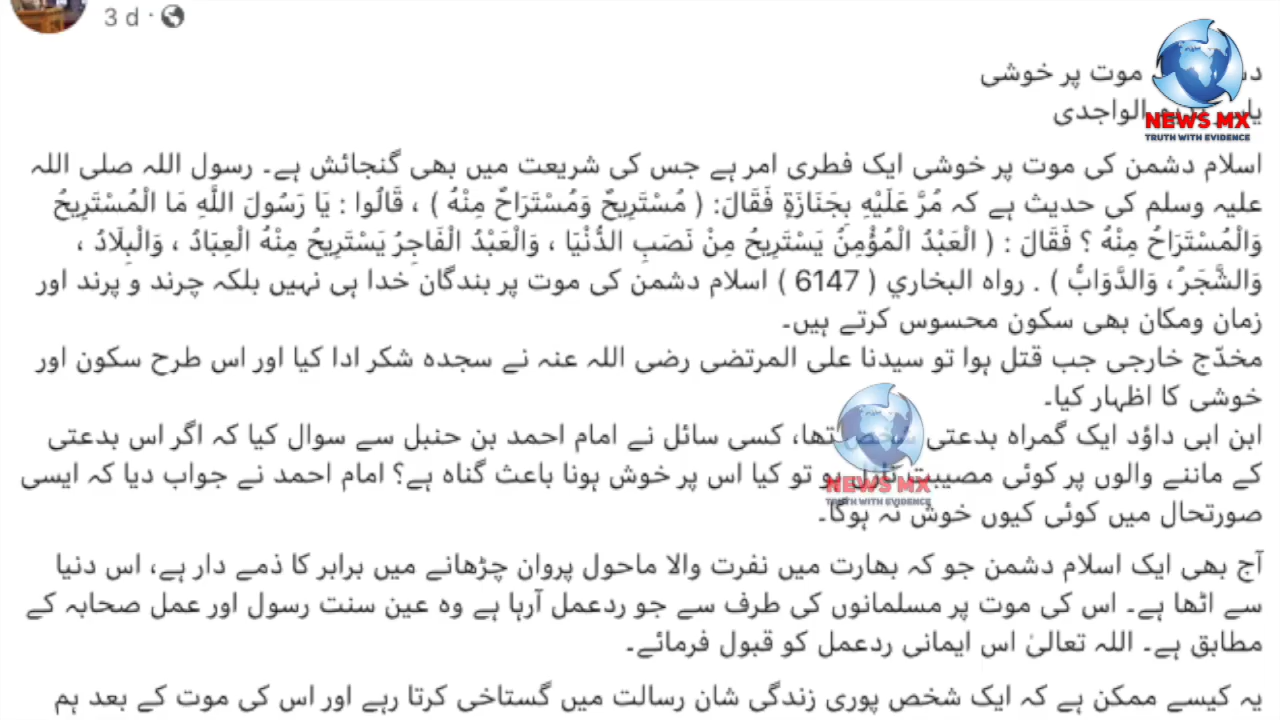 3 d
موت پر خوشی
الواجدی
NEWS MX
TRUTH WITH EVIDENCE
اسلام دشمن کی موت پر خوشی ایک فطری امر ہے جس کی شریعت میں بھی گنجائش ہے۔ رسول اللہ صلی اللہ
علیہ وسلم کی حدیث ہے کہ مُرَّ عَلَيْهِ بِجَنَازَةٍ فَقَالَ: ( مُسْتَرِيحٌ وَمُسْتَرَاحٌ مِنْهُ ) ، قَالُوا : يَا رَسُولَ اللَّهِ مَا الْمُسْتَرِيحُ
وَالْمُسْتَرَاحُ مِنْهُ ؟ فَقَالَ : ( الْعَبْدُ الْمُؤْمِنُ يَسْتَرِيحُ مِنْ نَصَبِ الدُّنْيَا ، وَالْعَبْدُ الْفَاجِرُ يَسْتَرِيحُ مِنْهُ الْعِبَادُ ، وَالْبِلَادُ ،
وَالشَّجَرُ ، وَالدَّوَابُّ ) . رواه البخاري ( 6147 ) اسلام دشمن کی موت پر بندگان خدا ہی نہیں بلکہ چرند و پرند اور
زمان ومکان بھی سکون محسوس کرتے ہیں۔
مخدّج خارجی جب قتل ہوا تو سیدنا علی المرتضی رضی اللہ عنہ نے سجدہ شکر ادا کیا اور اس طرح سکون اور
خوشی کا اظہار کیا۔
ابن ابی داؤد ایک گمراہ بدعتی شخص تھا، کسی سائل نے امام احمد بن حنبل سے سوال کیا کہ اگر اس بدعتی
کے ماننے والوں پر کوئی مصیبت نازل ہو تو کیا اس پر خوش ہونا باعث گناہ ہے؟ امام احمد نے جواب دیا کہ ایسی
NEWS MX
TRUTH WITH EVIDENCE
صورتحال میں کوئی کیوں خوش نہ ہوگا۔
آج بھی ایک اسلام دشمن جو کہ بھارت میں نفرت والا ماحول پروان چڑھانے میں برابر کا ذمے دار ہے، اس دنیا
سے اٹھا ہے۔ اس کی موت پر مسلمانوں کی طرف سے جو ردعمل آرہا ہے وہ عین سنت رسول اور عمل صحابہ کے
مطابق ہے۔ اللہ تعالیٰ اس ایمانی ردعمل کو قبول فرمائے۔
یہ کیسے ممکن ہے کہ ایک شخص پوری زندگی شان رسالت میں گستاخی کرتا رہے اور اس کی موت کے بعد ہم